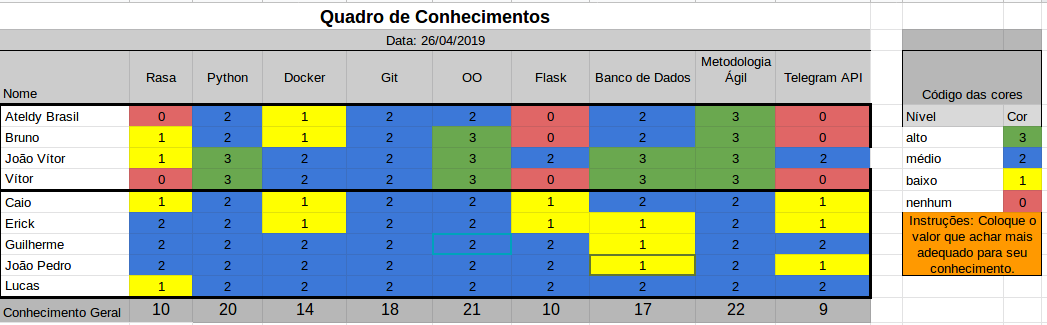 Quadro de Conhecimentos
Data: 26/04/2019
Nome Rasa Python Docker Git OO Flask Banco de Dados Metodologia Ágil Telegram API
Ateldy Brasil 0 2 1 2 2 0 2 3 0
Bruno 1 2 1 2 3 0 2 3 0
João Vítor 1 3 2 2 3 2 3 3 2
Vítor 0 3 2 2 3 0 3 3 0
Caio 1 2 1 2 2 1 2 2 1
Erick 2 2 1 2 2 1 1 2 1
Guilherme 2 2 2 2 2 2 1 2 2
João Pedro 2 2 2 2 2 2 1 2 1
Lucas 1 2 2 2 2 2 2 2 2
Conhecimento Geral 10 20 14 18 21 10 17 22 9
Código das cores
Nível Cor
alto 3
médio 2
baixo 1
nenhum 0
Instruções: Coloque o
valor que achar mais
adequado para seu
conhecimento.